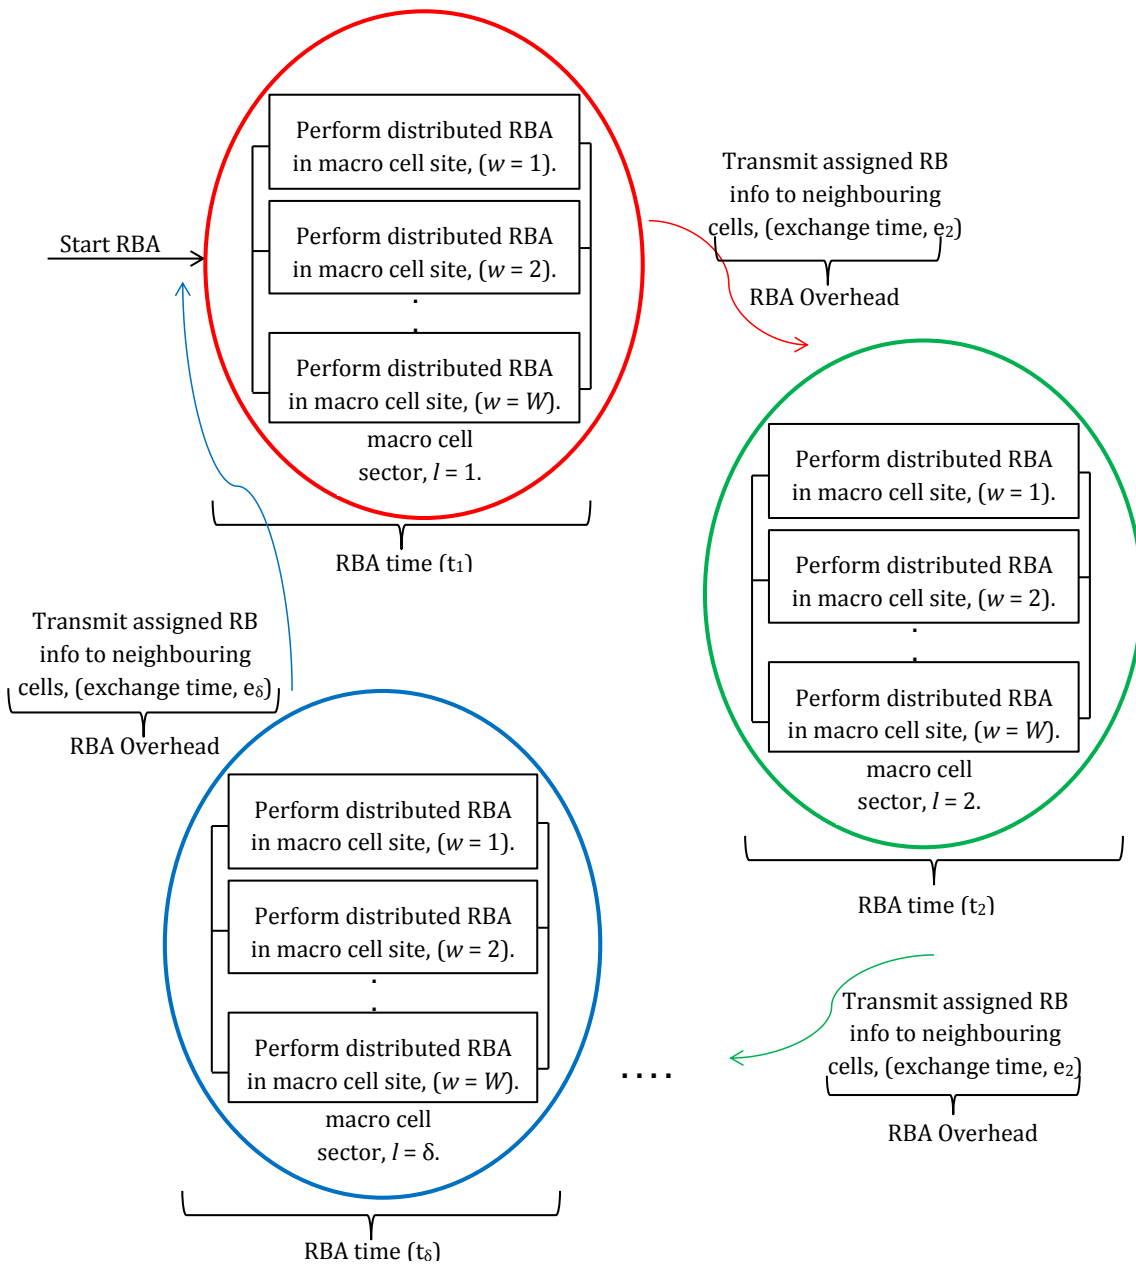 Perform distributed RBA
in macro cell site, (w = 1).
Start RBA
Perform distributed RBA
in macro cell site, (w = 2).
.
.
Perform distributed RBA
in macro cell site, (w = W).
macro cell
sector, l = 1.
RBA time (t₁)
Transmit assigned RB
info to neighbouring
cells, (exchange time, e₂)
RBA Overhead
Perform distributed RBA
in macro cell site, (w = 1).
Perform distributed RBA
in macro cell site, (w = 2).
.
.
Perform distributed RBA
in macro cell site, (w = W).
macro cell
sector, l = 2.
RBA time (t₂)
Transmit assigned RB
info to neighbouring
cells, (exchange time, e₂)
RBA Overhead
....
Transmit assigned RB
info to neighbouring
cells, (exchange time, eδ)
RBA Overhead
Perform distributed RBA
in macro cell site, (w = 1).
Perform distributed RBA
in macro cell site, (w = 2).
.
.
Perform distributed RBA
in macro cell site, (w = W).
macro cell
sector, l = δ.
RBA time (tδ)